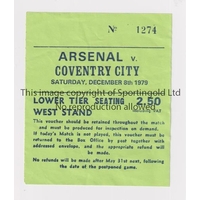 Nº 1274
ARSENAL v.
COVENTRY CITY
SATURDAY, DECEMBER 8th 1979
Image is Copyright of Sportingold Limited
LOWER TIER SEATING 2.50
WEST STAND
This voucher should be retained throughout the
match and must be produced for inspection on demand.
If today's Match is not played, this voucher must be
returned to the Box Office by post together with
addressed envelope, and the appropriate refund will be
made.
No refunds will be made after May 31st next, following
the date of the postponed game.